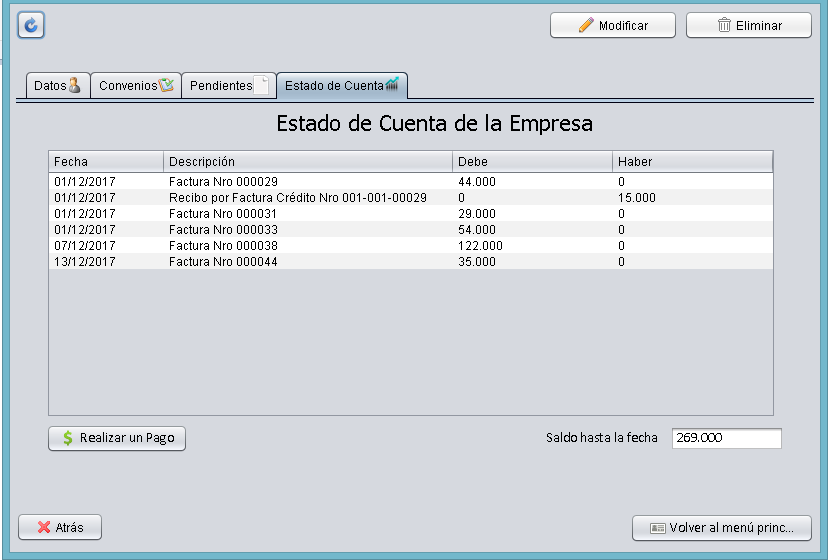 Modificar Eliminar
Datos Convenios Pendientes Estado de Cuenta
Estado de Cuenta de la Empresa
Fecha Descripción Debe Haber
01/12/2017 Factura Nro 000029 44.000 0
01/12/2017 Recibo por Factura Crédito Nro 001-001-00029 0 15.000
01/12/2017 Factura Nro 000031 29.000 0
01/12/2017 Factura Nro 000033 54.000 0
07/12/2017 Factura Nro 000038 122.000 0
13/12/2017 Factura Nro 000044 35.000 0
$ Realizar un Pago Saldo hasta la fecha 269.000
Atrás Volver al menú princ...